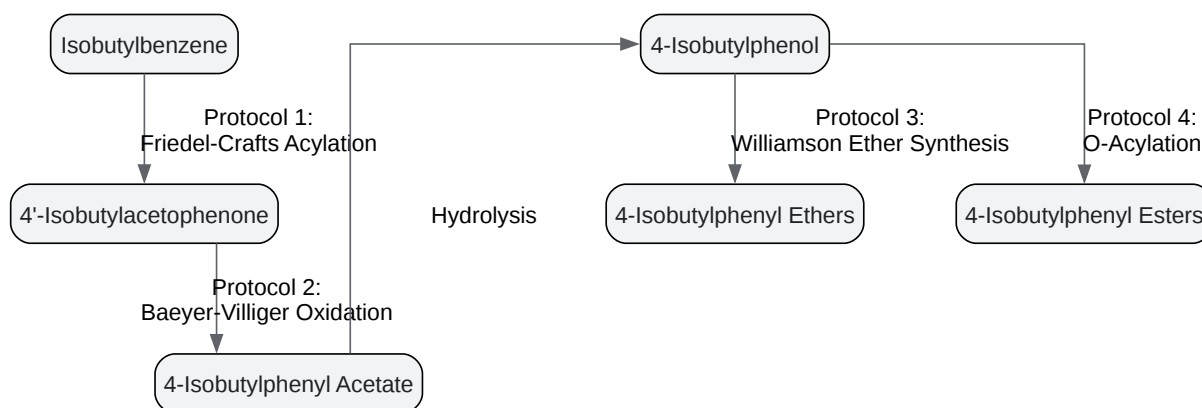 Isobutylbenzene
4-Isobutylphenol
Protocol 1:
Friedel-Crafts Acylation
Protocol 3:
Williamson Ether Synthesis
Protocol 4:
O-Acylation
4'-Isobutylacetophenone
Hydrolysis
4-Isobutylphenyl Ethers
4-Isobutylphenyl Esters
Protocol 2:
Baeyer-Villiger Oxidation
4-Isobutylphenyl Acetate